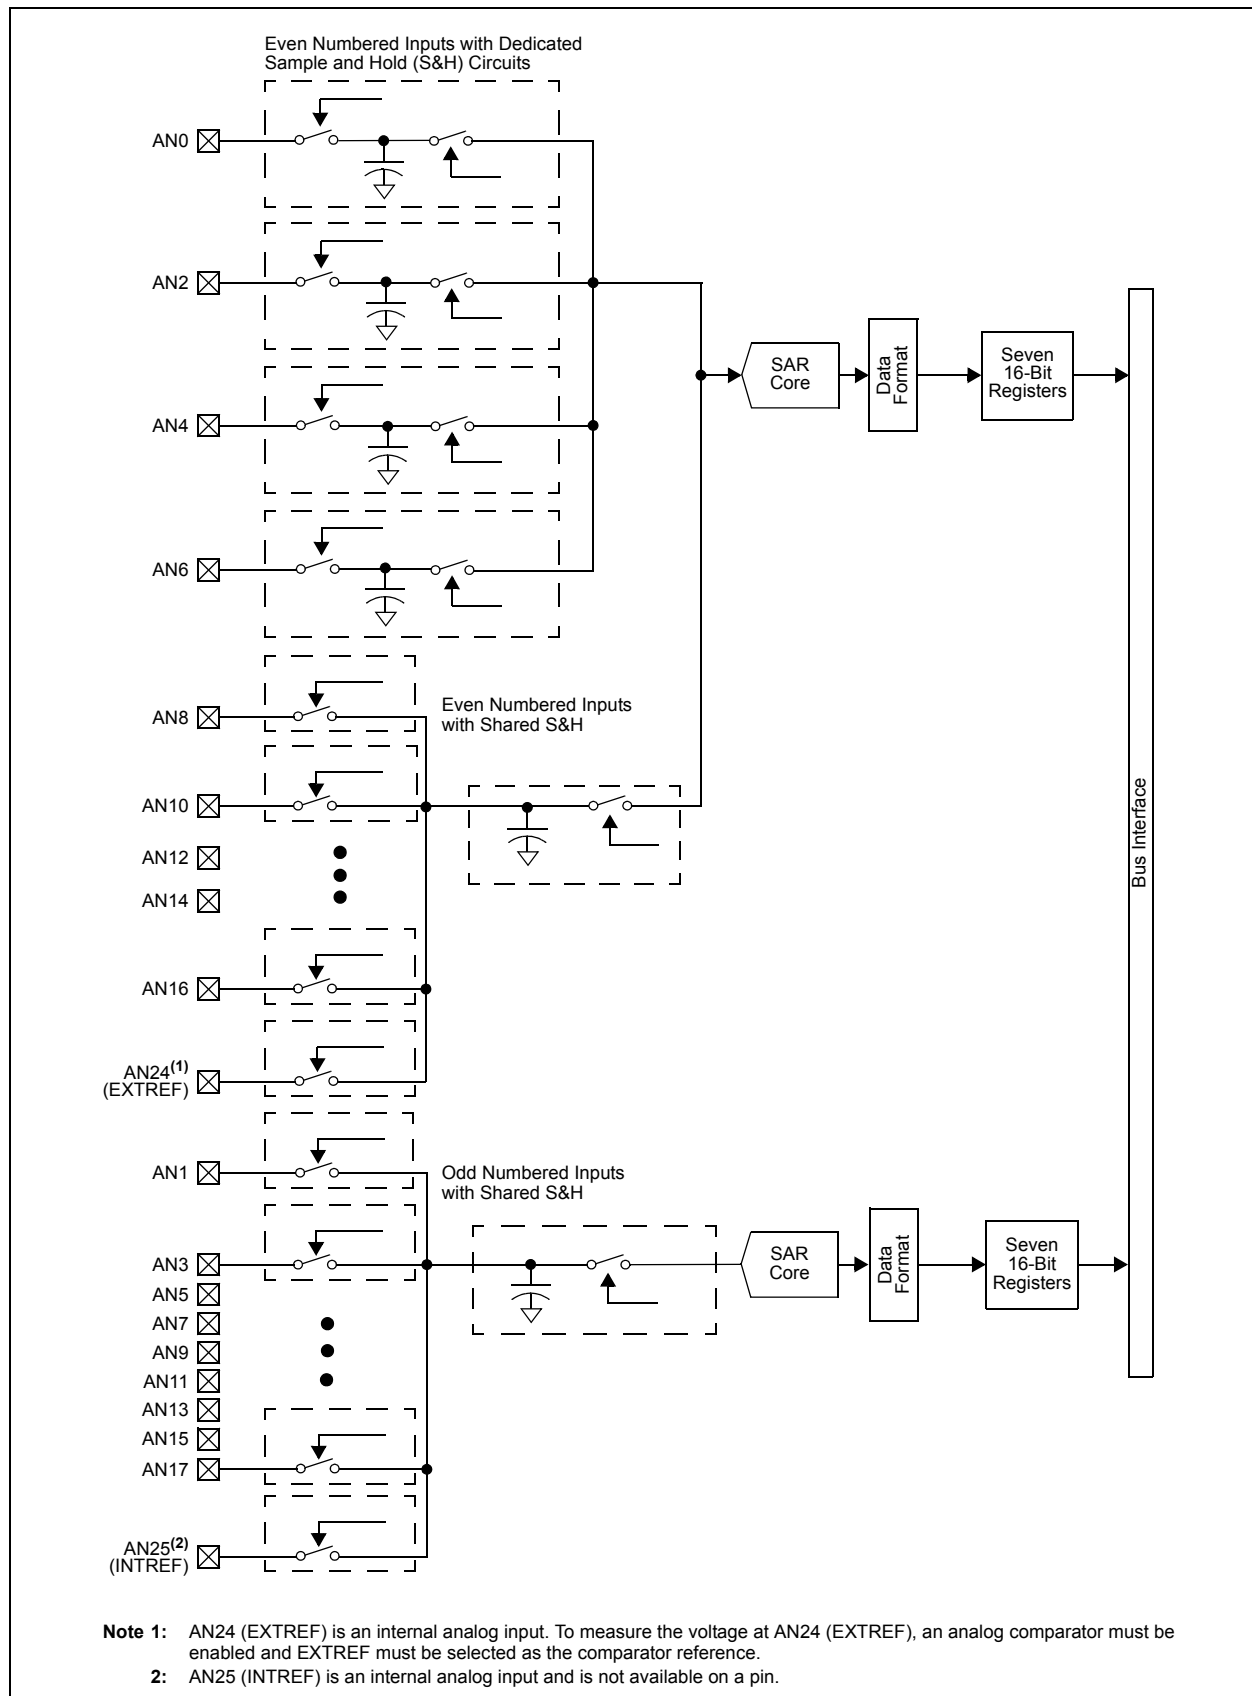 Even Numbered Inputs with Dedicated
Sample and Hold (S&H) Circuits
AN0
AN2
AN4
AN6
SAR
Core
Data
Format
Seven
16-Bit
Registers
AN8
Even Numbered Inputs
with Shared S&H
AN10
AN12
AN14
AN16
AN24(1)
(EXTREF)
Bus Interface
AN1
Odd Numbered Inputs
with Shared S&H
AN3
AN5
AN7
AN9
AN11
AN13
AN15
AN17
AN25(2)
(INTREF)
SAR
Core
Data
Format
Seven
16-Bit
Registers
Note 1: AN24 (EXTREF) is an internal analog input. To measure the voltage at AN24 (EXTREF), an analog comparator must be
enabled and EXTREF must be selected as the comparator reference.
2: AN25 (INTREF) is an internal analog input and is not available on a pin.